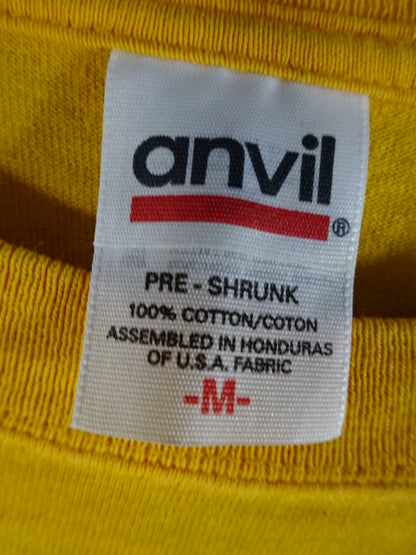 anvil
®
PRE - SHRUNK
100% COTTON/COTON
ASSEMBLED IN HONDURAS
OF U.S.A. FABRIC
-M-